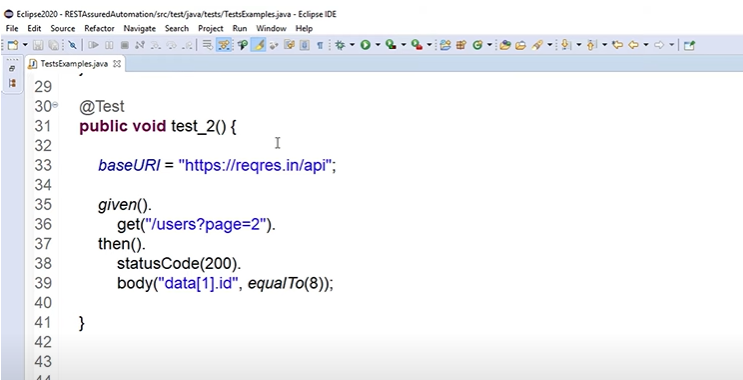 Eclipse2020 - RESTAssuredAutomation/src/test/java/tests/TestsExamples.java - Eclipse IDE
File Edit Source Refactor Navigate Search Project Run Window Help
TestsExamples.java
29
30 @Test
31 public void test_2() {
32
33 baseURI = "https://reqres.in/api";
34
35 given().
36 get("/users?page=2").
37 then().
38 statusCode(200).
39 body("data[1].id", equalTo(8));
40
41 }
42
43